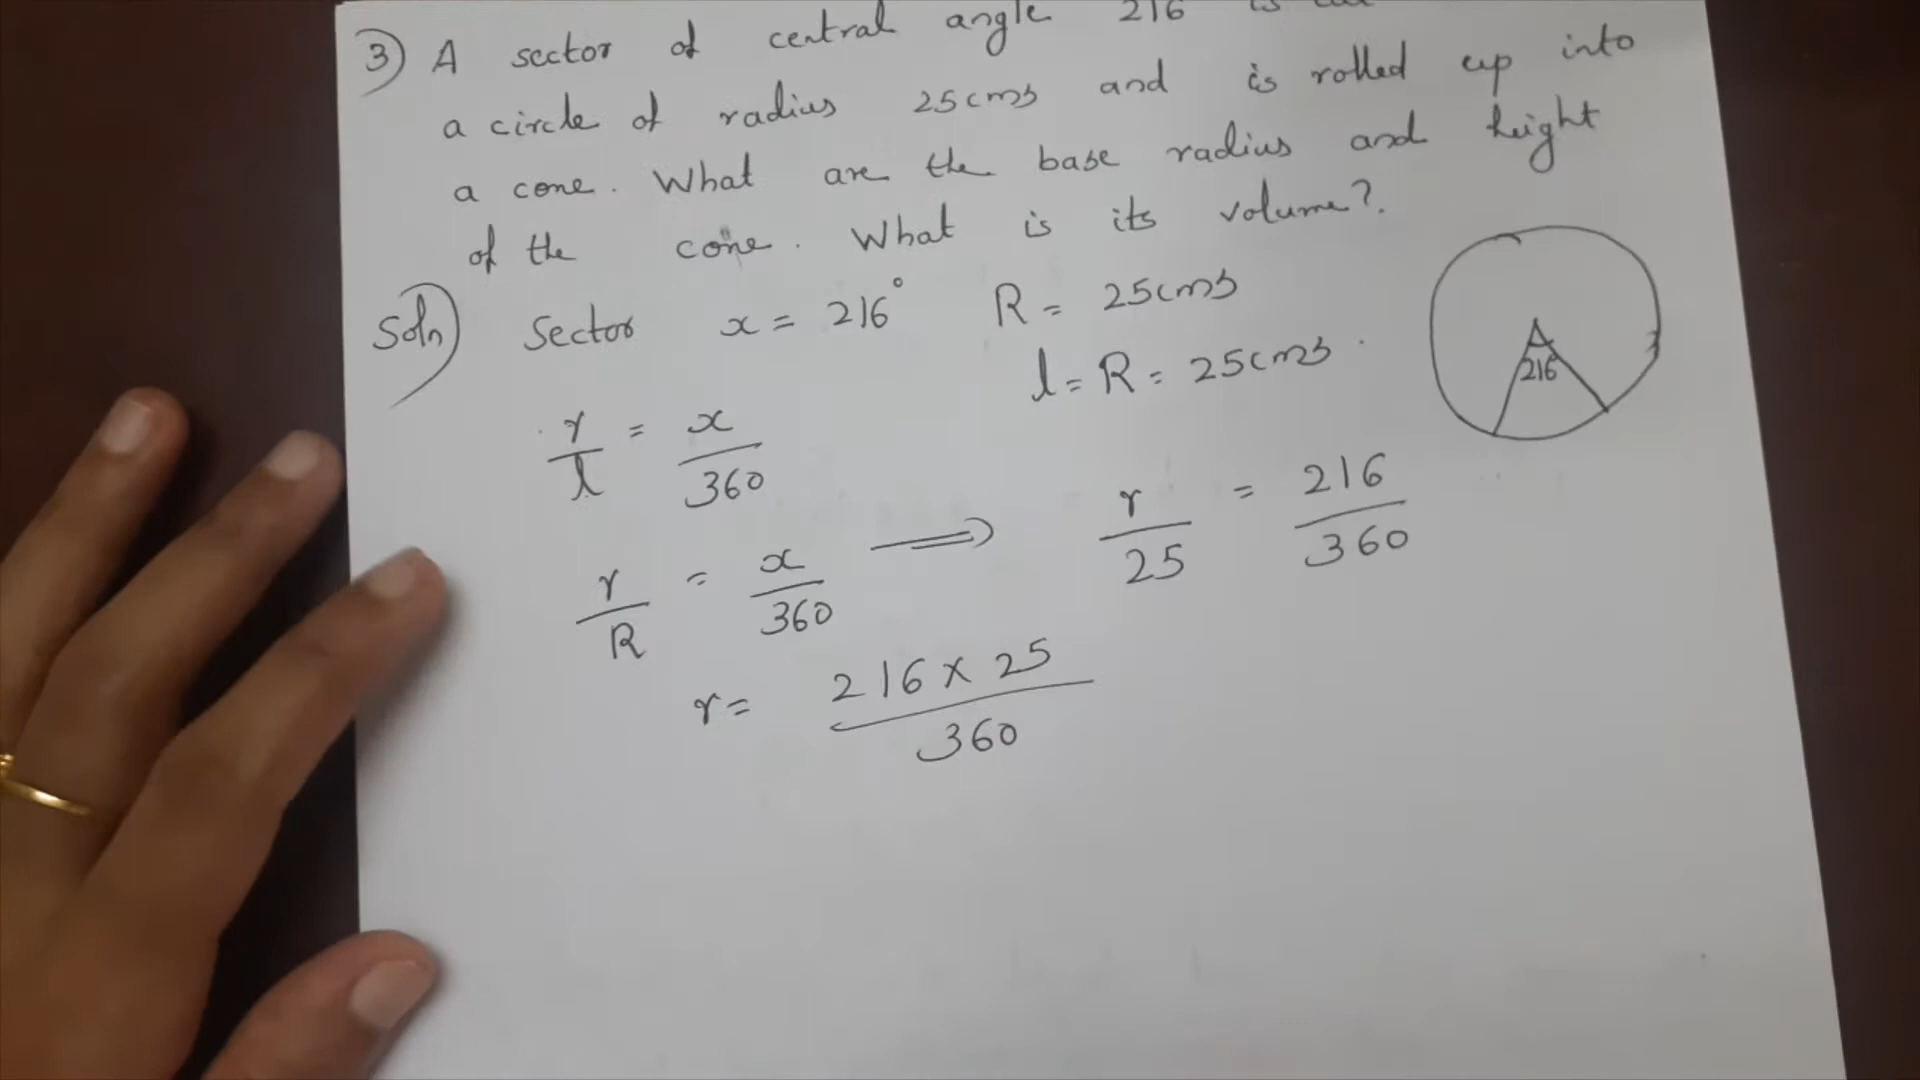 3) A sector of central angle 216 is
a circle of radius 25cms and is rolled up into
a cone. What are the base radius and height
of the cone. What is its volume?.
Soln) Sector x = 216° R = 25cms
l = R = 25cms.
216
r/l = x/360
r/R = x/360 ⟹ r/25 = 216/360
r = 216 x 25/360